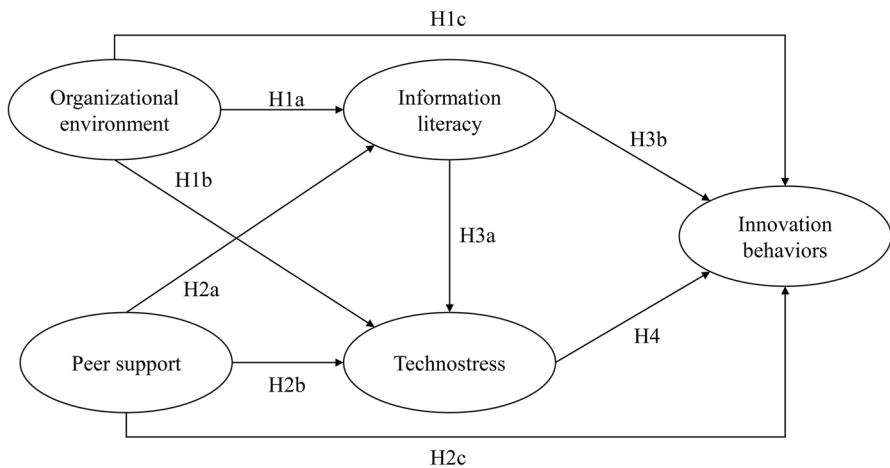 H1c
Organizational
environment
H1a
Information
literacy
H1b
H3b
H3a
Innovation
behaviors
H2a
Peer support
H2b
Technostress
H4
H2c